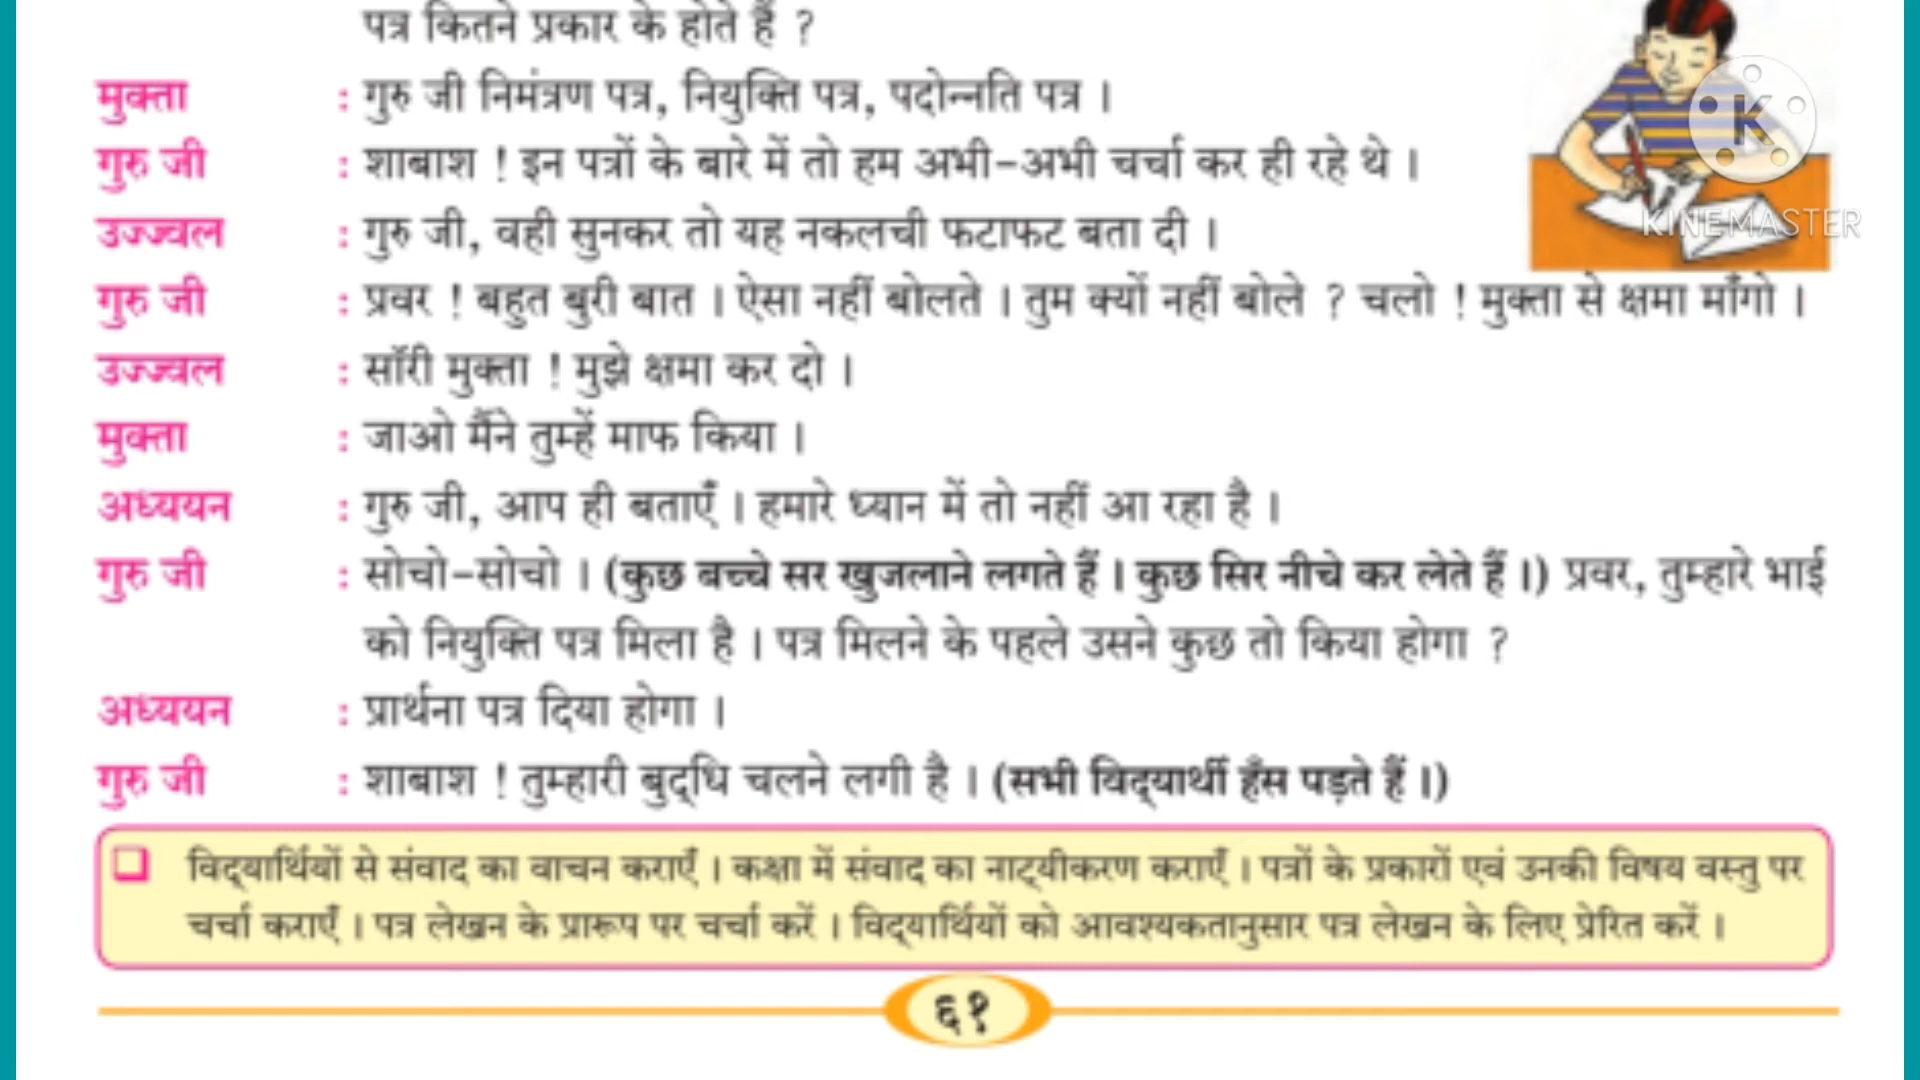 पत्र कितने प्रकार के होते हैं ?
मुक्ता : गुरु जी निमंत्रण पत्र, नियुक्ति पत्र, पदोन्नति पत्र ।
गुरु जी : शाबाश ! इन पत्रों के बारे में तो हम अभी-अभी चर्चा कर ही रहे थे ।
उज्ज्वल : गुरु जी, वही सुनकर तो यह नकलची फटाफट बता दी ।
गुरु जी : प्रवर ! बहुत बुरी बात । ऐसा नहीं बोलते । तुम क्यों नहीं बोले ? चलो ! मुक्ता से क्षमा माँगो ।
उज्ज्वल : सॉरी मुक्ता ! मुझे क्षमा कर दो ।
मुक्ता : जाओ मैंने तुम्हें माफ किया ।
अध्ययन : गुरु जी, आप ही बताएँ । हमारे ध्यान में तो नहीं आ रहा है ।
गुरु जी : सोचो-सोचो । (कुछ बच्चे सर खुजलाने लगते हैं । कुछ सिर नीचे कर लेते हैं ।) प्रवर, तुम्हारे भाई
को नियुक्ति पत्र मिला है । पत्र मिलने के पहले उसने कुछ तो किया होगा ?
अध्ययन : प्रार्थना पत्र दिया होगा ।
गुरु जी : शाबाश ! तुम्हारी बुद्‌धि चलने लगी है । (सभी विद्‌यार्थी हँस पड़ते हैं ।)
विद्‌यार्थियों से संवाद का वाचन कराएँ । कक्षा में संवाद का नाट्‌यीकरण कराएँ । पत्रों के प्रकारों एवं उनकी विषय वस्तु पर
चर्चा कराएँ । पत्र लेखन के प्रारूप पर चर्चा करें । विद्‌यार्थियों को आवश्यकतानुसार पत्र लेखन के लिए प्रेरित करें ।
६१
K
KINEMASTER